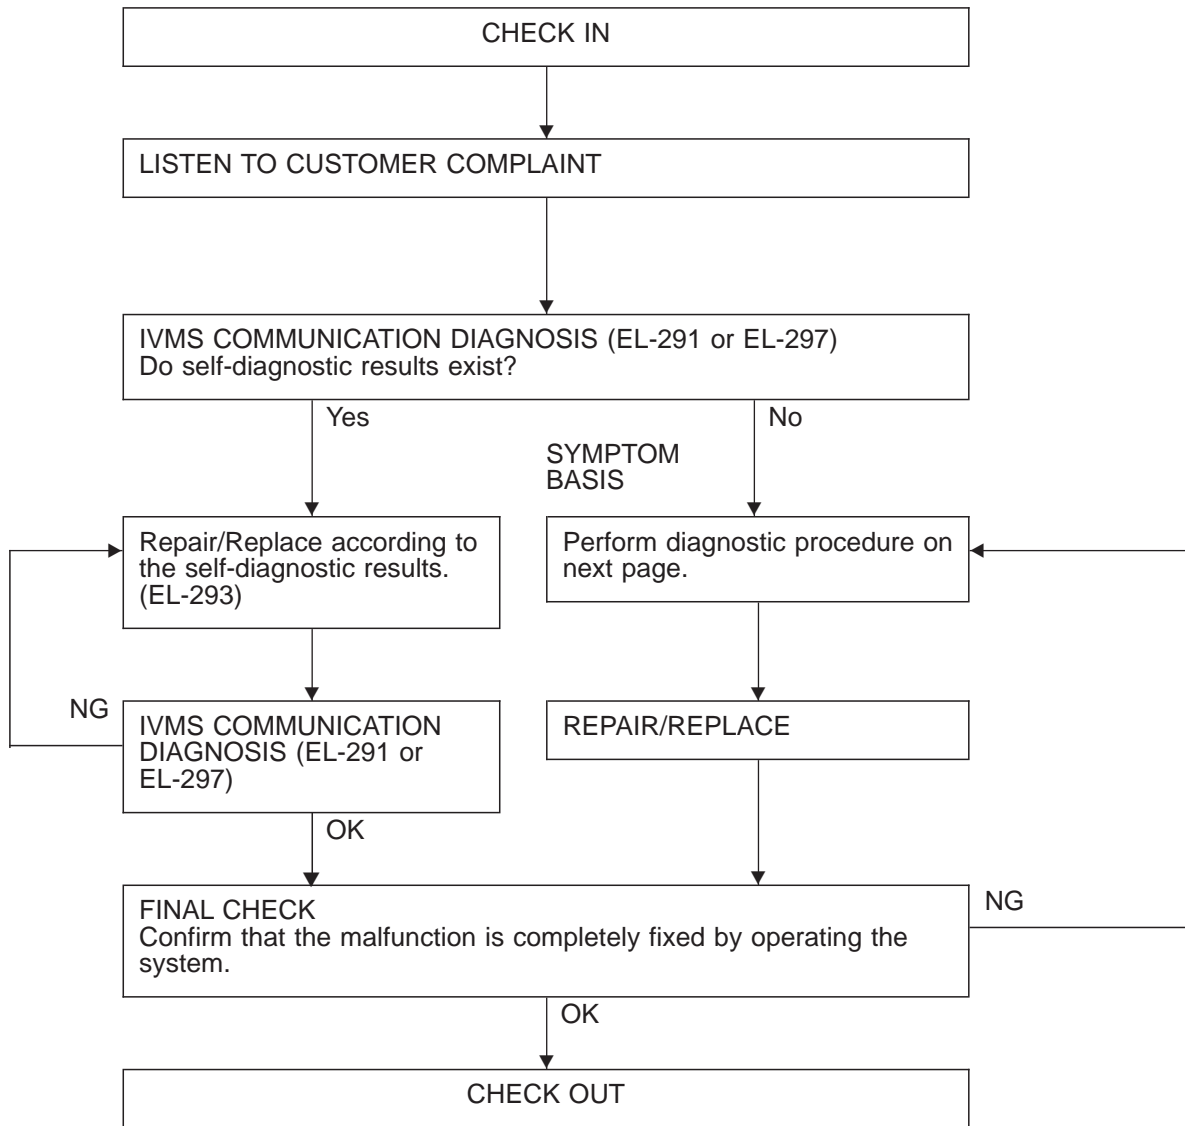 CHECK IN
LISTEN TO CUSTOMER COMPLAINT
IVMS COMMUNICATION DIAGNOSIS (EL-291 or EL-297)
Do self-diagnostic results exist?
Yes
No
SYMPTOM
BASIS
Repair/Replace according to
the self-diagnostic results.
(EL-293)
Perform diagnostic procedure on
next page.
NG
IVMS COMMUNICATION
DIAGNOSIS (EL-291 or
EL-297)
REPAIR/REPLACE
OK
FINAL CHECK
Confirm that the malfunction is completely fixed by operating the
system.
NG
OK
CHECK OUT